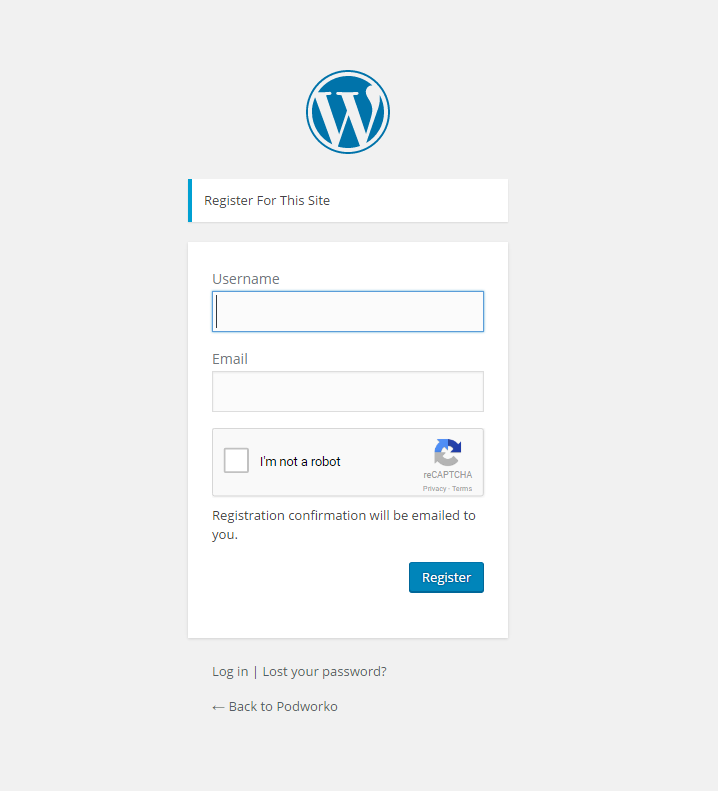 Register For This Site
Username
Email
I'm not a robot
reCAPTCHA
Privacy - Terms
Registration confirmation will be emailed to
you.
Register
Log in | Lost your password?
← Back to Podworko